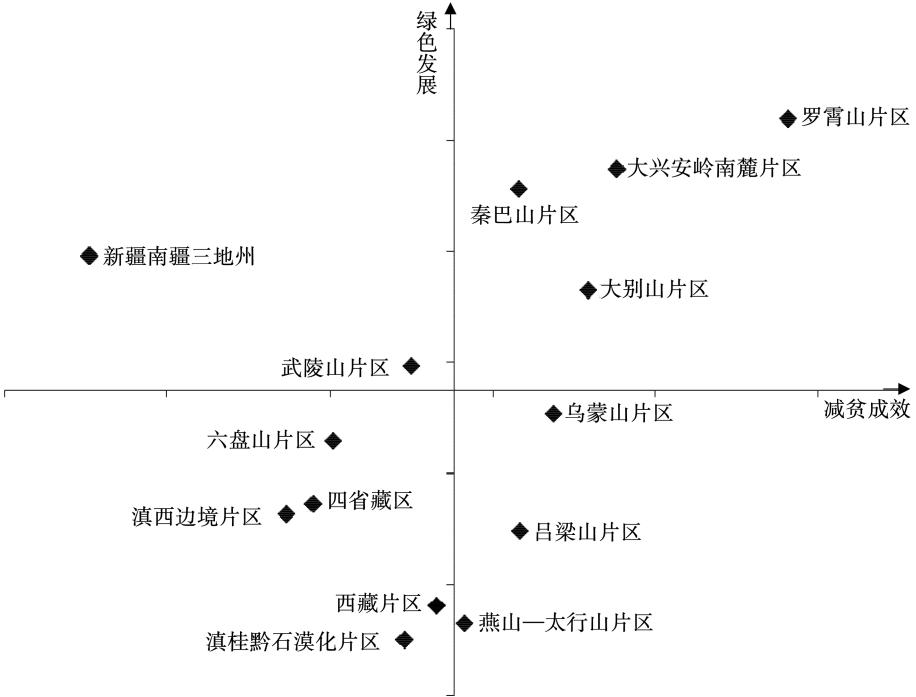 绿色发展
罗霄山片区
大兴安岭南麓片区
秦巴山片区
新疆南疆三地州
大别山片区
武陵山片区
减贫成效
乌蒙山片区
六盘山片区
四省藏区
滇西边境片区
吕梁山片区
西藏片区
燕山—太行山片区
滇桂黔石漠化片区